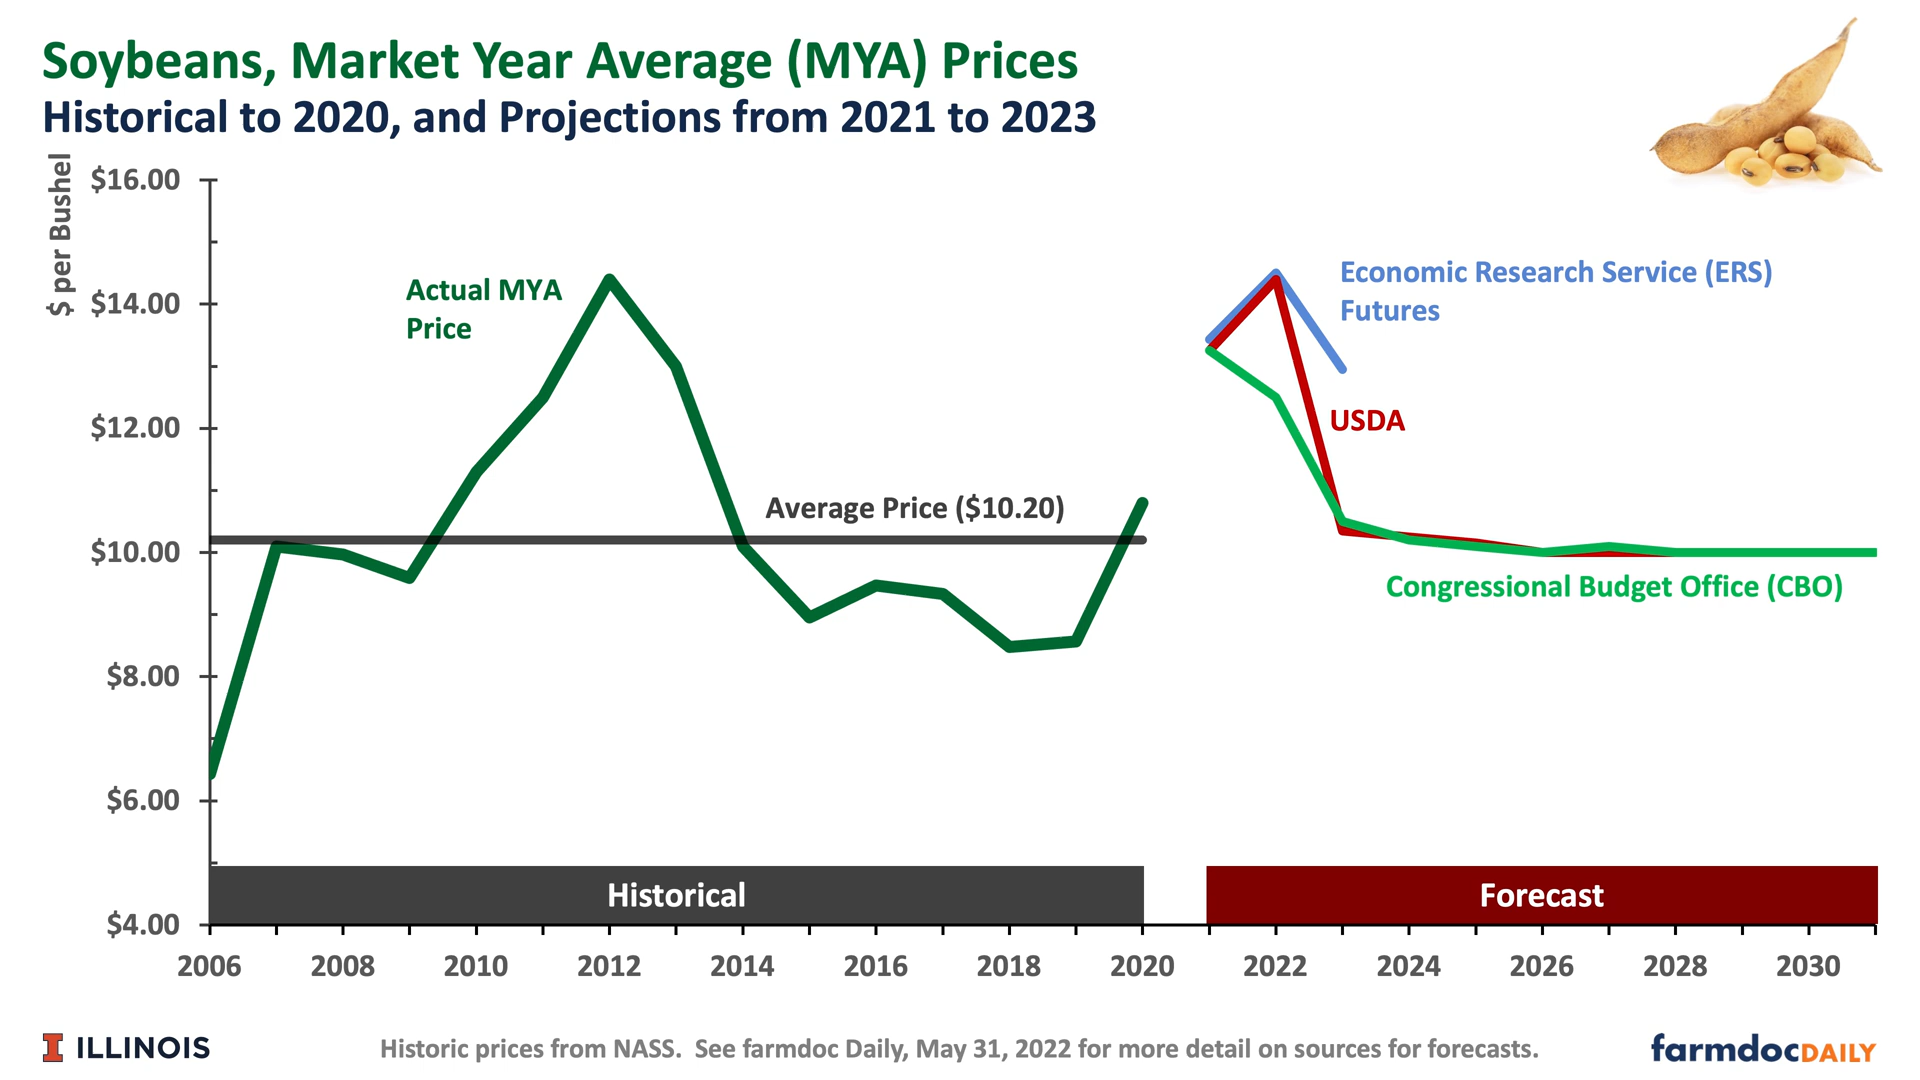 Soybeans, Market Year Average (MYA) Prices
Historical to 2020, and Projections from 2021 to 2023
$ per Bushel
$16.00
$14.00
$12.00
$10.00
$8.00
$6.00
$4.00
Actual MYA
Price
Average Price ($10.20)
Economic Research Service (ERS)
Futures
USDA
Congressional Budget Office (CBO)
Historical
Forecast
2006 2008 2010 2012 2014 2016 2018 2020 2022 2024 2026 2028 2030
I ILLINOIS
Historic prices from NASS. See farmdoc Daily, May 31, 2022 for more detail on sources for forecasts.
farmdocDAILY